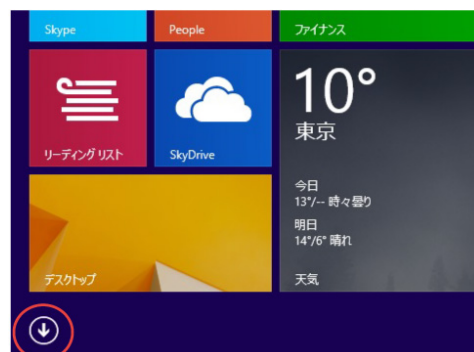 Skype
People
ファイナンス
リーディング リスト
SkyDrive
10°
東京
今日
13°/-- 時々曇り
明日
14°/6° 晴れ
デスクトップ
天気